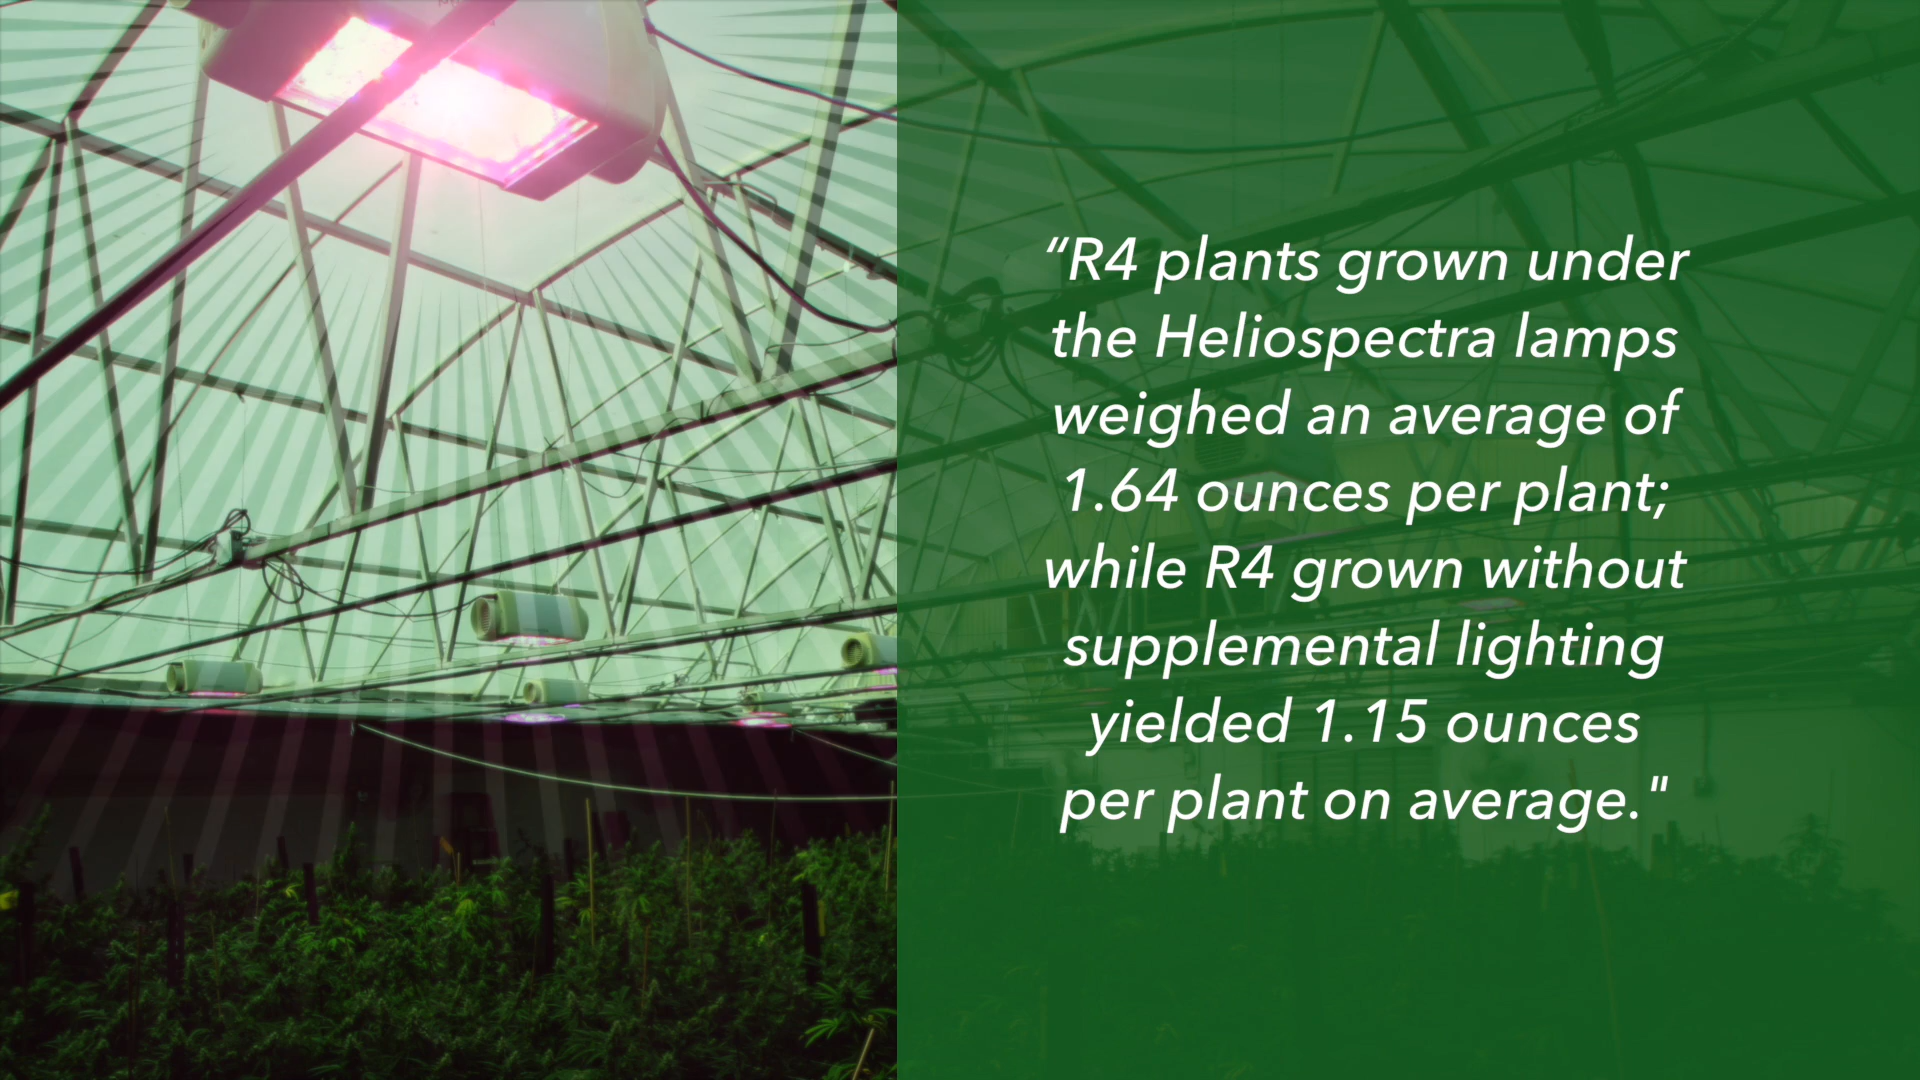 “R4 plants grown under
the Heliospectra lamps
weighed an average of
1.64 ounces per plant;
while R4 grown without
supplemental lighting
yielded 1.15 ounces
per plant on average."